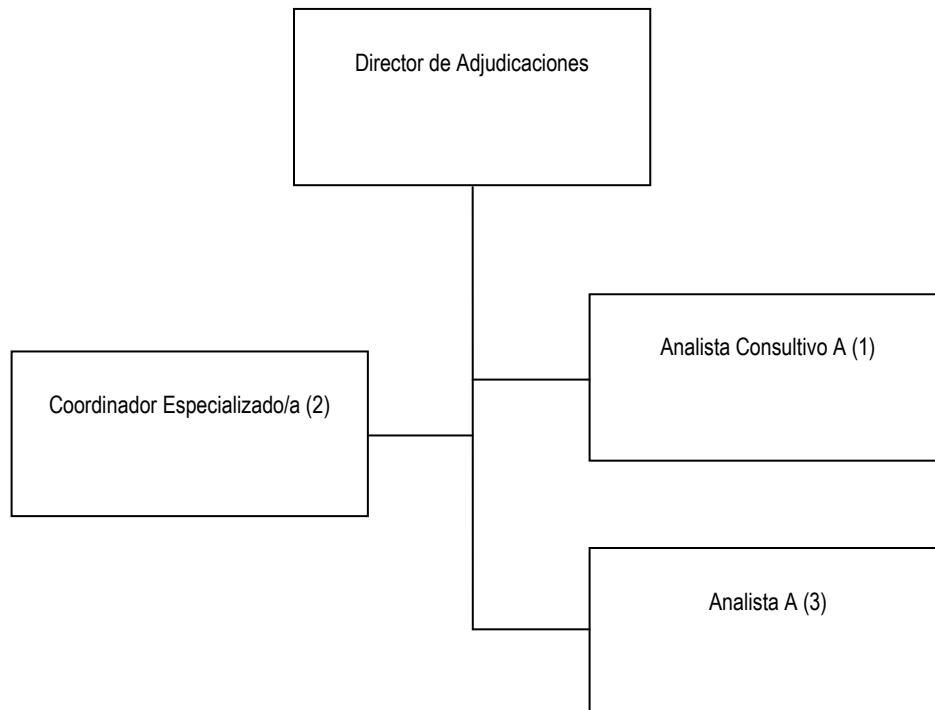 Director de Adjudicaciones
Analista Consultivo A (1)
Coordinador Especializado/a (2)
Analista A (3)